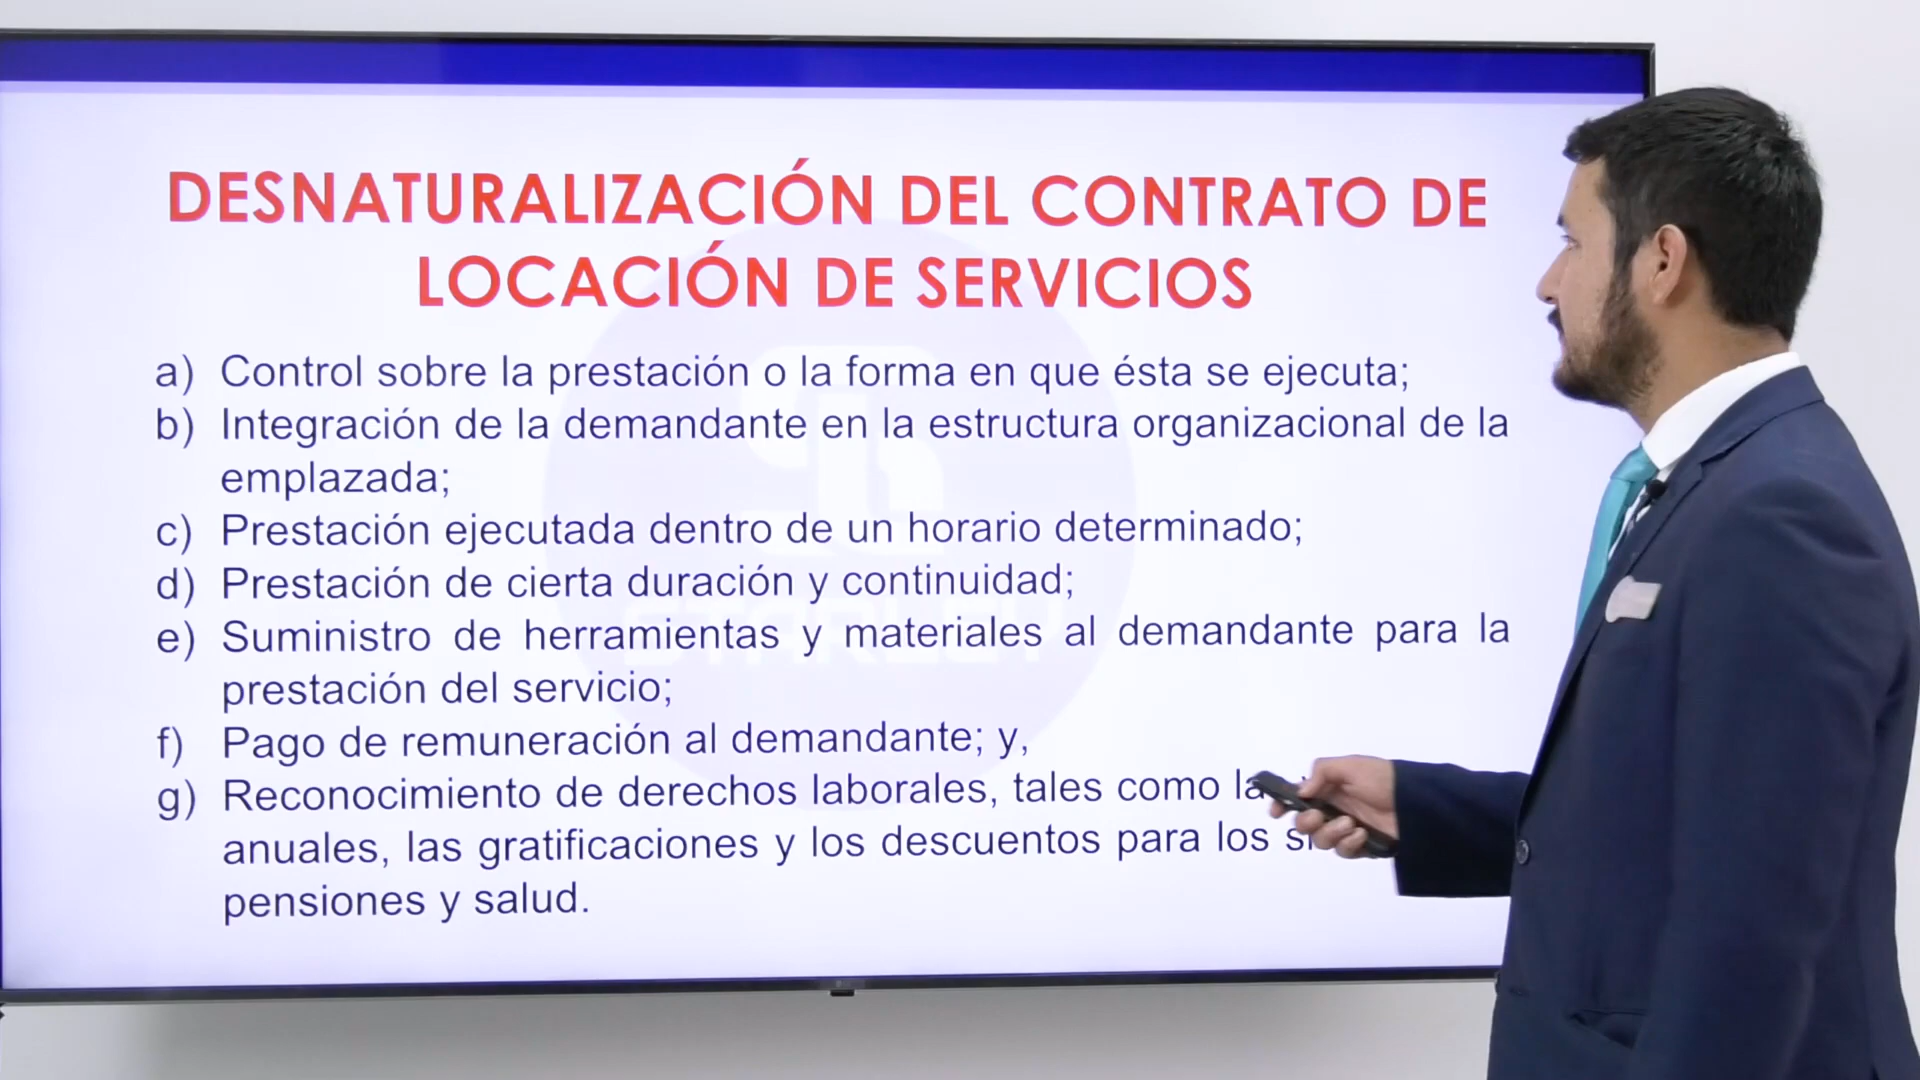 DESNATURALIZACIÓN DEL CONTRATO DE
LOCACIÓN DE SERVICIOS
a) Control sobre la prestación o la forma en que ésta se ejecuta;
b) Integración de la demandante en la estructura organizacional de la
emplazada;
c) Prestación ejecutada dentro de un horario determinado;
d) Prestación de cierta duración y continuidad;
e) Suministro de herramientas y materiales al demandante para la
prestación del servicio;
f) Pago de remuneración al demandante; y,
g) Reconocimiento de derechos laborales, tales como
anuales, las gratificaciones y los descuentos para los
pensiones y salud.